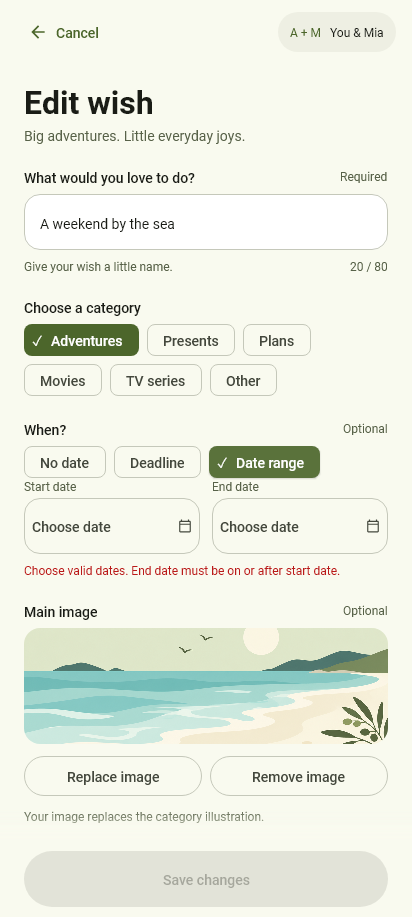 Cancel
A + M You & Mia
Edit wish
Big adventures. Little everyday joys.
What would you love to do? Required
A weekend by the sea
Give your wish a little name. 20 / 80
Choose a category
✓ Adventures Presents Plans
Movies TV series Other
When? Optional
No date Deadline ✓ Date range
Start date End date
Choose date Choose date
Choose valid dates. End date must be on or after start date.
Main image Optional
Replace image Remove image
Your image replaces the category illustration.
Save changes